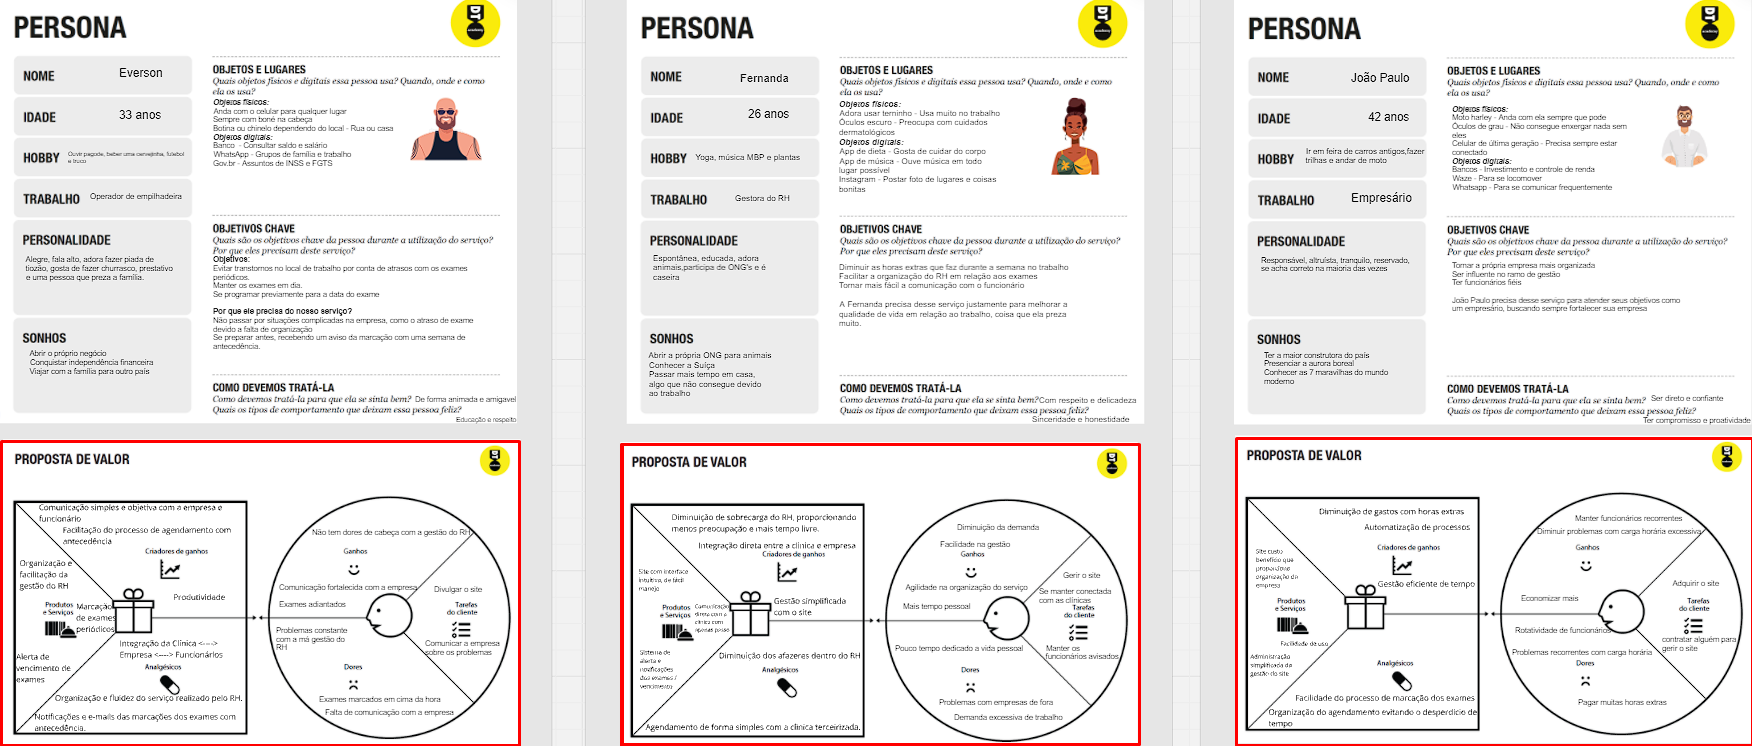 PERSONA
NOME
Everson
IDADE
33 anos
HOBBY
Ouvir pagode, beber uma cervejinha, futebol
e truco
TRABALHO
Operador de empilhadeira
PERSONALIDADE
Alegre, fala alto, adora fazer piada de
tiozão, gosta de fazer churrasco, prestativo
e uma pessoa que preza a família.
SONHOS
Abrir o próprio negócio
Conquistar independência financeira
Viajar com a família para outro país
OBJETOS E LUGARES
Quais objetos físicos e digitais essa pessoa usa? Quando, onde e como
ela os usa?
Objetos físicos:
Anda com o celular para qualquer lugar
Sempre com boné na cabeça
Botina ou chinelo dependendo do local - Rua ou casa
Objetos digitais:
Banco - Consultar saldo e salário
WhatsApp - Grupos de família e trabalho
Gov.br - Assuntos de INSS e FGTS
OBJETIVOS CHAVE
Quais são os objetivos chave da pessoa durante a utilização do serviço?
Por que eles precisam deste serviço?
Objetivos:
Evitar transtornos no local de trabalho por conta de atrasos com os exames
periódicos.
Manter os exames em dia.
Se programar previamente para a data do exame
Por que ele precisa do nosso serviço?
Não passar por situações complicadas na empresa, como o atraso de exame
devido a falta de organização
Se preparar antes, recebendo um aviso da marcação com uma semana de
antecedência.
COMO DEVEMOS TRATÁ-LA
Como devemos tratá-la para que ela se sinta bem? De forma animada e amigavel
Quais os tipos de comportamento que deixam essa pessoa feliz?
Educação e respeito
DT
academy
PERSONA
NOME
Fernanda
IDADE
26 anos
HOBBY
Yoga, música MBP e plantas
TRABALHO
Gestora do RH
PERSONALIDADE
Espontânea, educada, adora
animais,participa de ONG's e é
caseira
SONHOS
Abrir a própria ONG para animais
Conhecer a Suíça
Passar mais tempo em casa,
algo que não consegue devido
ao trabalho
OBJETOS E LUGARES
Quais objetos físicos e digitais essa pessoa usa? Quando, onde e como
ela os usa?
Objetos físicos:
Adora usar terninho - Usa muito no trabalho
Óculos escuro - Preocupa com cuidados
dermatológicos
Objetos digitais:
App de dieta - Gosta de cuidar do corpo
App de música - Ouve música em todo
lugar possível
Instagram - Postar foto de lugares e coisas
bonitas
OBJETIVOS CHAVE
Quais são os objetivos chave da pessoa durante a utilização do serviço?
Por que eles precisam deste serviço?
Diminuir as horas extras que faz durante a semana no trabalho
Facilitar a organização do RH em relação aos exames
Tornar mais fácil a comunicação com o funcionário
A Fernanda precisa desse serviço justamente para melhorar a
qualidade de vida em relação ao trabalho, coisa que ela preza
muito.
COMO DEVEMOS TRATÁ-LA
Como devemos tratá-la para que ela se sinta bem?Com respeito e delicadeza
Quais os tipos de comportamento que deixam essa pessoa feliz?
Sinceridade e honestidade
DT
academy
PERSONA
NOME
João Paulo
IDADE
42 anos
HOBBY
Ir em feira de carros antigos,fazer
trilhas e andar de moto
TRABALHO
Empresário
PERSONALIDADE
Responsável, altruísta, tranquilo, reservado,
se acha correto na maioria das vezes
SONHOS
Ter a maior construtora do país
Presenciar a aurora boreal
Conhecer as 7 maravilhas do mundo
moderno
OBJETOS E LUGARES
Quais objetos físicos e digitais essa pessoa usa? Quando, onde e como
ela os usa?
Objetos físicos:
Moto harley - Anda com ela sempre que pode
Óculos de grau - Não consegue enxergar nada sem
eles
Celular de última geração - Precisa sempre estar
conectado
Objetos digitais:
Bancos - Investimento e controle de renda
Waze - Para se locomover
Whatsapp - Para se comunicar frequentemente
OBJETIVOS CHAVE
Quais são os objetivos chave da pessoa durante a utilização do serviço?
Por que eles precisam deste serviço?
Tornar a própria empresa mais organizada
Ser influente no ramo de gestão
Ter funcionários fiéis
João Paulo precisa desse serviço para atender seus objetivos como
um empresário, buscando sempre fortalecer sua empresa
COMO DEVEMOS TRATÁ-LA
Como devemos tratá-la para que ela se sinta bem? Ser direto e confiante
Quais os tipos de comportamento que deixam essa pessoa feliz?
Ter compromisso e proatividade
DT
academy
PROPOSTA DE VALOR
Comunicação simples e objetiva com a empresa e
funcionário
Facilitação do processo de agendamento com
antecedência
Criadores de ganhos
Organização e
facilitação da
gestão do RH
Produtividade
Produtos
e Serviços
Marcação
de exames
periódicos
Integração da Clínica <---->
Empresa <----> Funcionários
Alerta de
vencimento de
exames
Analgésicos
Organização e fluidez do serviço realizado pelo RH.
Notificações e e-mails das marcações dos exames com
antecedência.
Não tem dores de cabeça com a gestão do RH
Ganhos
Comunicação fortalecida com a empresa
Exames adiantados
Divulgar o site
Tarefas
do cliente
Problemas constante
com a má gestão do
RH
Comunicar a empresa
sobre os problemas
Dores
Exames marcados em cima da hora
Falta de comunicação com a empresa
PROPOSTA DE VALOR
Diminuição de sobrecarga do RH, proporcionando
menos preocupação e mais tempo livre.
Integração direta entre a clínica e empresa
Criadores de ganhos
Site com interface
intuitiva, de fácil
manejo
Gestão simplificada
com o site
Produtos
e Serviços
Comunicação
direta com a
clínica com
apenas
Sistema de
alerta e
notificações
dos exames /
vencimento
Diminuição dos afazeres dentro do RH
Analgésicos
Agendamento de forma simples com a clínica terceirizada.
Diminuição da demanda
Facilidade na gestão
Ganhos
Agilidade na organização do serviço
Mais tempo pessoal
Gerir o site
Se manter conectada
com as clínicas
Tarefas
do cliente
Manter os
funcionários avisados
Pouco tempo dedicado a vida pessoal
Dores
Problemas com empresas de fora
Demanda excessiva de trabalho
PROPOSTA DE VALOR
Diminuição de gastos com horas extras
Automatização de processos
Criadores de ganhos
Site custo
benefício que
proporciona
organização da
empresa
Gestão eficiente de tempo
Produtos
e Serviços
Facilidade de uso
Administração
simplificada da
gestão do site
Analgésicos
Facilidade do processo de marcação dos exames
Organização do agendamento evitando o desperdício de
tempo
Manter funcionários recorrentes
Diminuir problemas com carga horária excessiva
Ganhos
Economizar mais
Adquirir o site
Tarefas
do cliente
contratar alguém para
gerir o site
Rotatividade de funcionários
Problemas recorrentes com carga horária
Dores
Pagar muitas horas extras